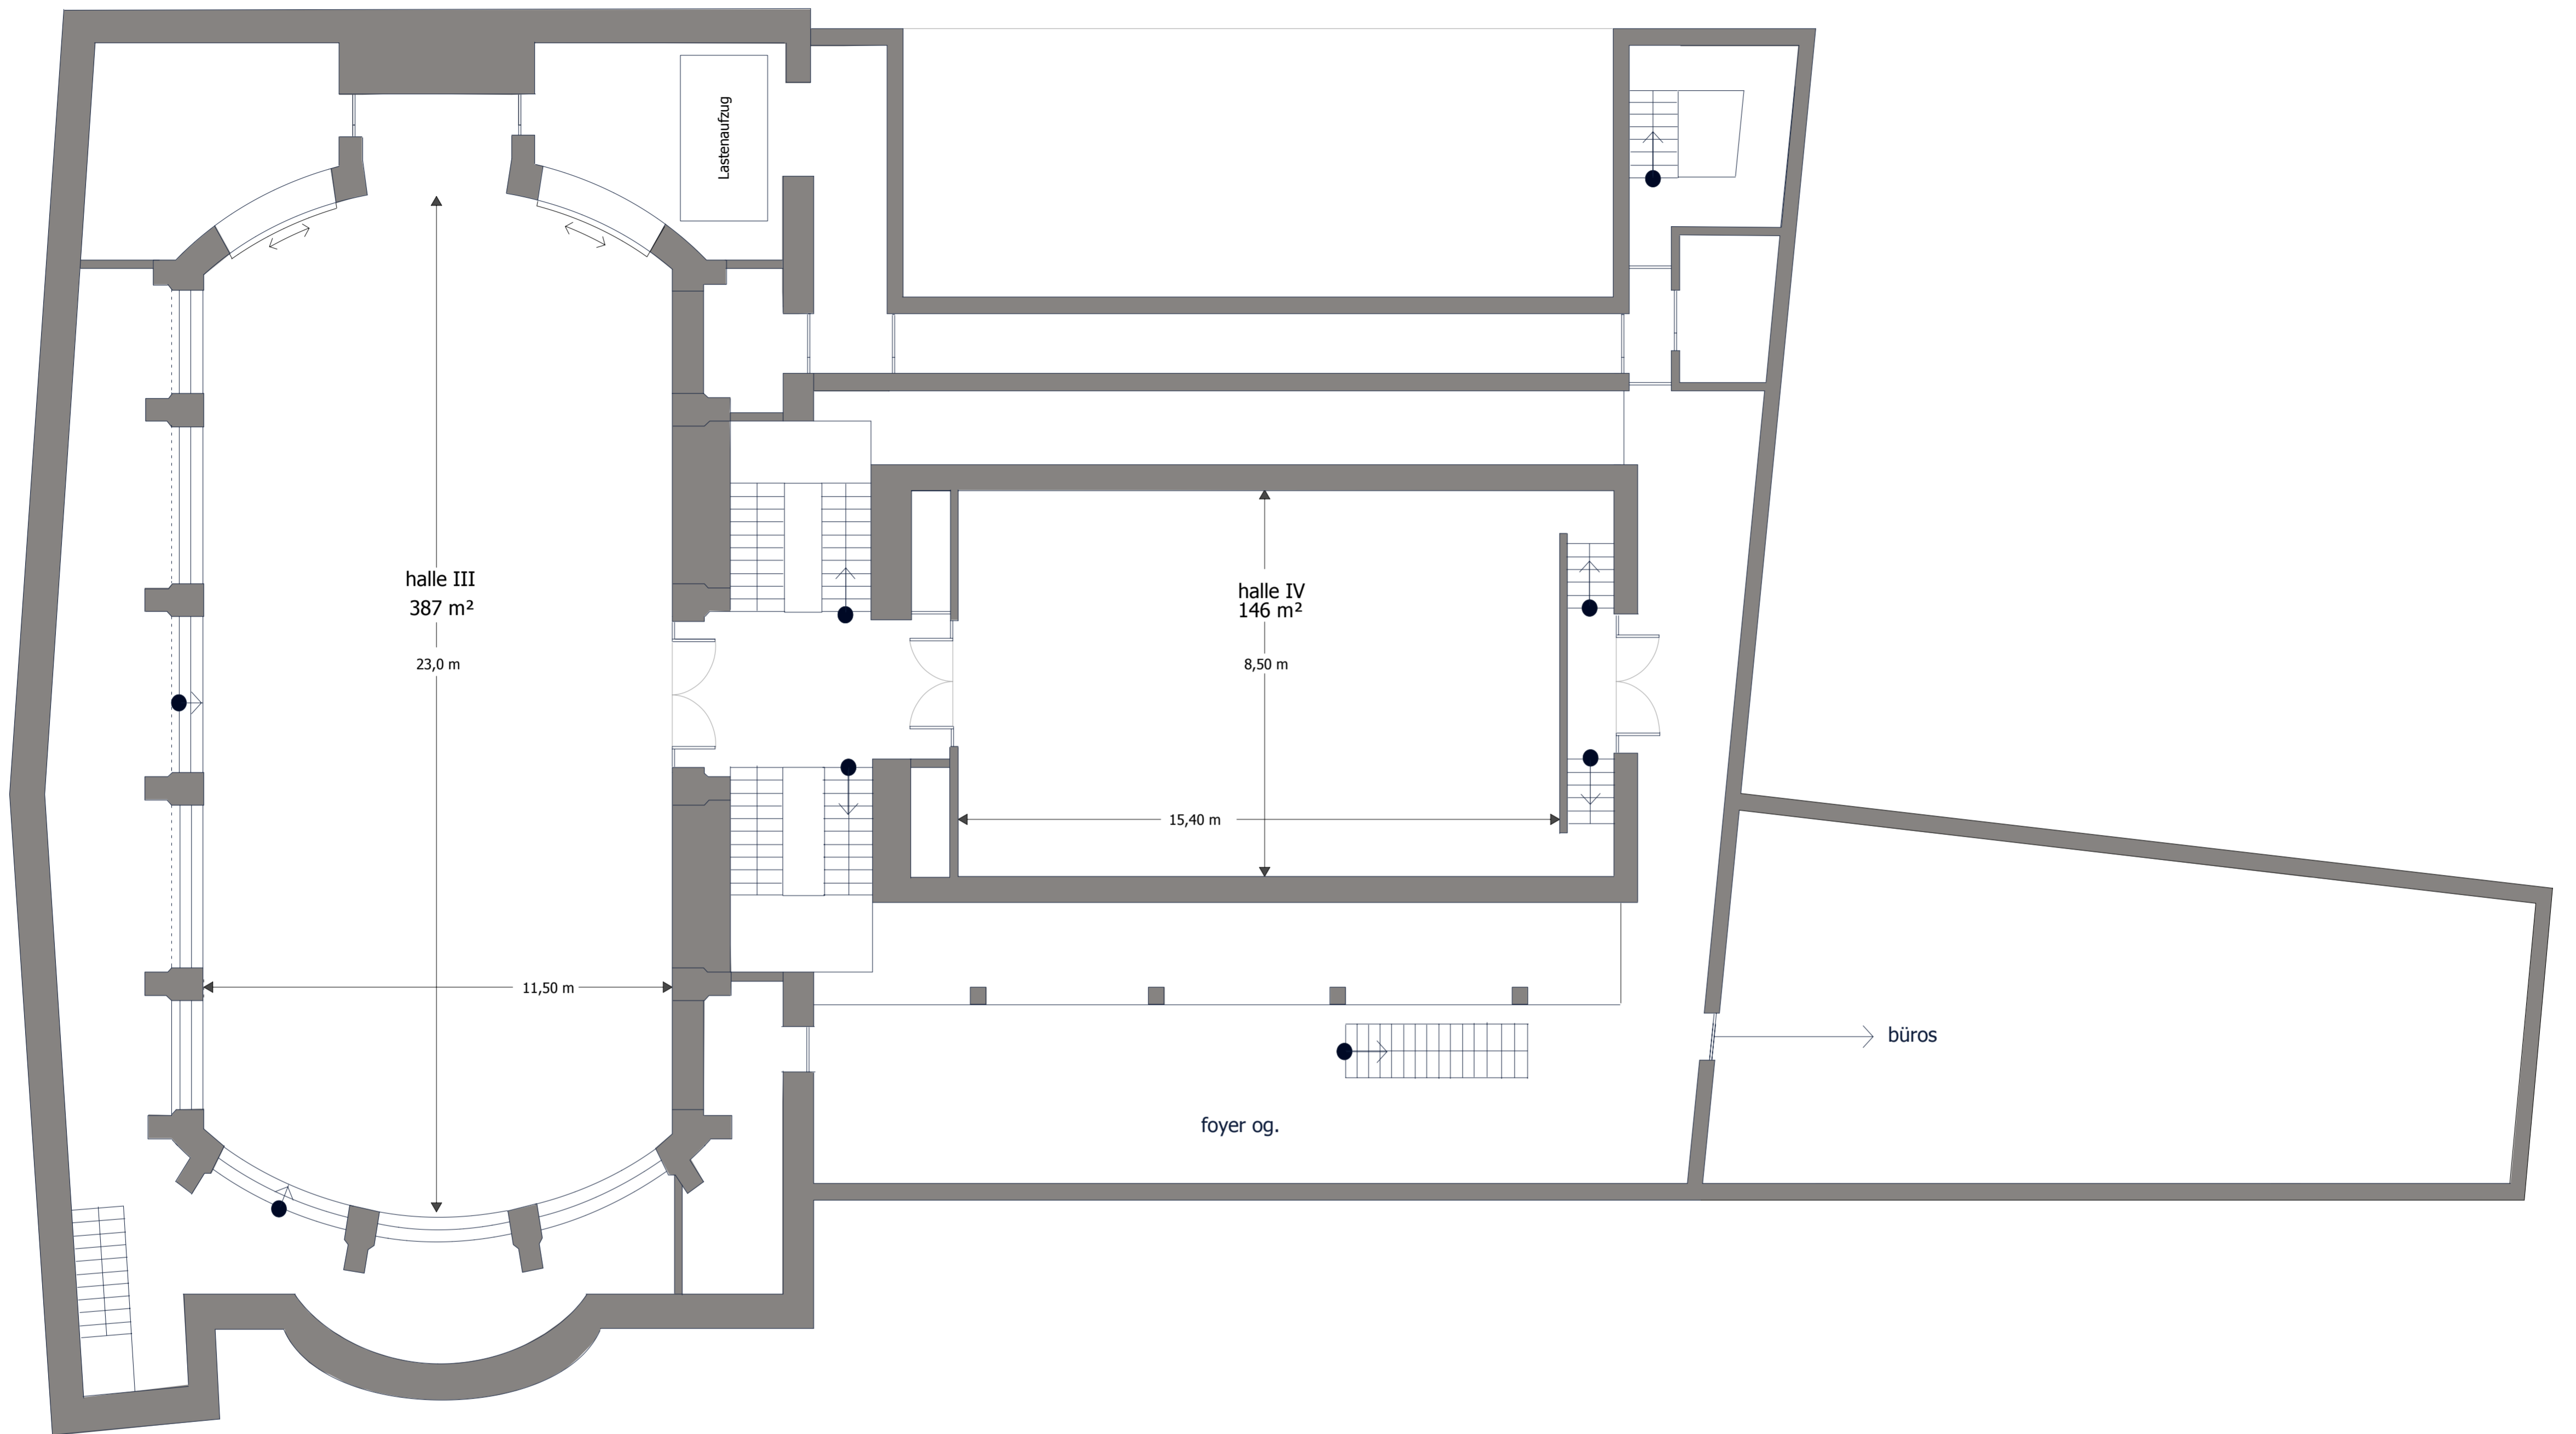 Lastenaufzug
halle III
387 m²
23,0 m
11,50 m
halle IV
146 m²
8,50 m
15,40 m
büros
foyer og.